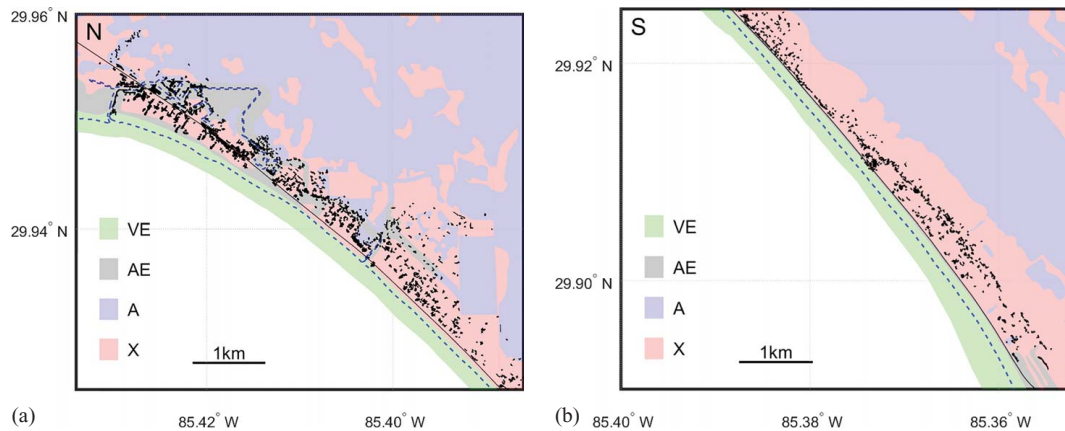 29.96° N
N
29.94° N
VE
AE
A
X
1km
(a)
85.42° W
85.40° W
S
29.92° N
29.90° N
VE
AE
A
X
1km
(b)
85.40° W
85.38° W
85.36° W